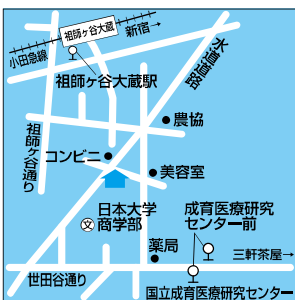 祖師ヶ谷大蔵
新宿→
小田急線
祖師ヶ谷大蔵駅
水道道路
祖師ヶ谷通り
農協
コンビニ
美容室
日本大学
商学部
文
成育医療研究
センター前
薬局
三軒茶屋→
世田谷通り
国立成育医療研究センター